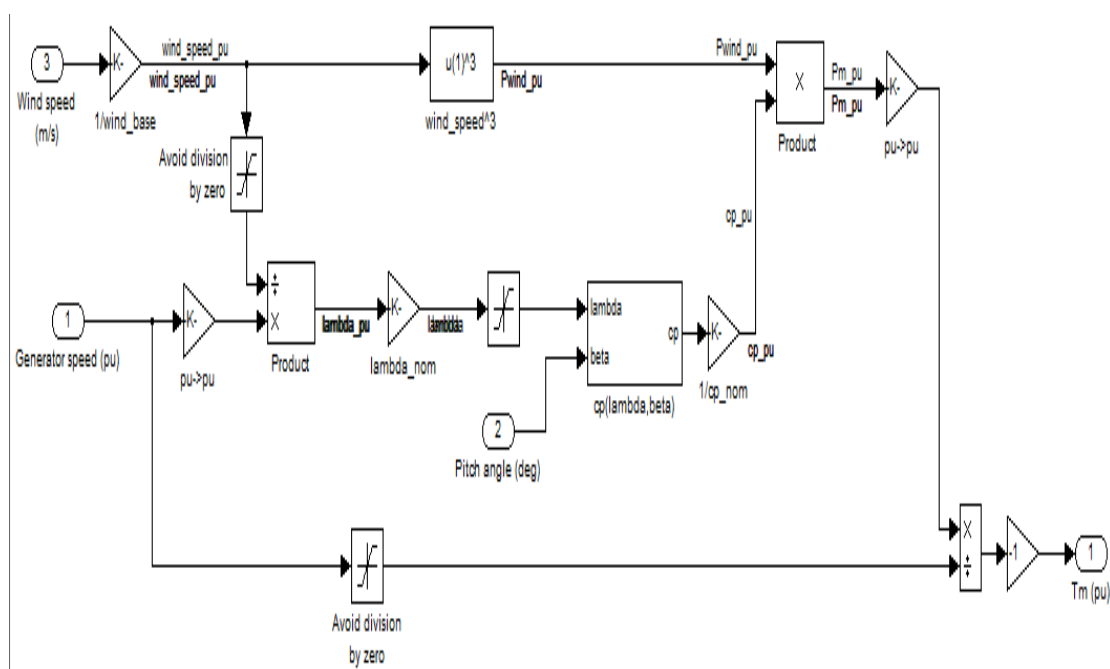 3
Wind speed
(m/s)
-K-
1/wind_base
wind_speed_pu
wind_speed_pu
u(1)^3
wind_speed^3
Pwind_pu
Pwind_pu
×
Product
Pm_pu
Pm_pu
-K-
pu->pu
Avoid division
by zero
1
Generator speed (pu)
-K-
pu->pu
÷
×
Product
lambda_pu
-K-
lambda_nom
lambda
lambda
beta
cp
cp(lambda,beta)
-K-
1/cp_nom
cp_pu
cp_pu
2
Pitch angle (deg)
Avoid division
by zero
×
÷
-1
1
Tm (pu)